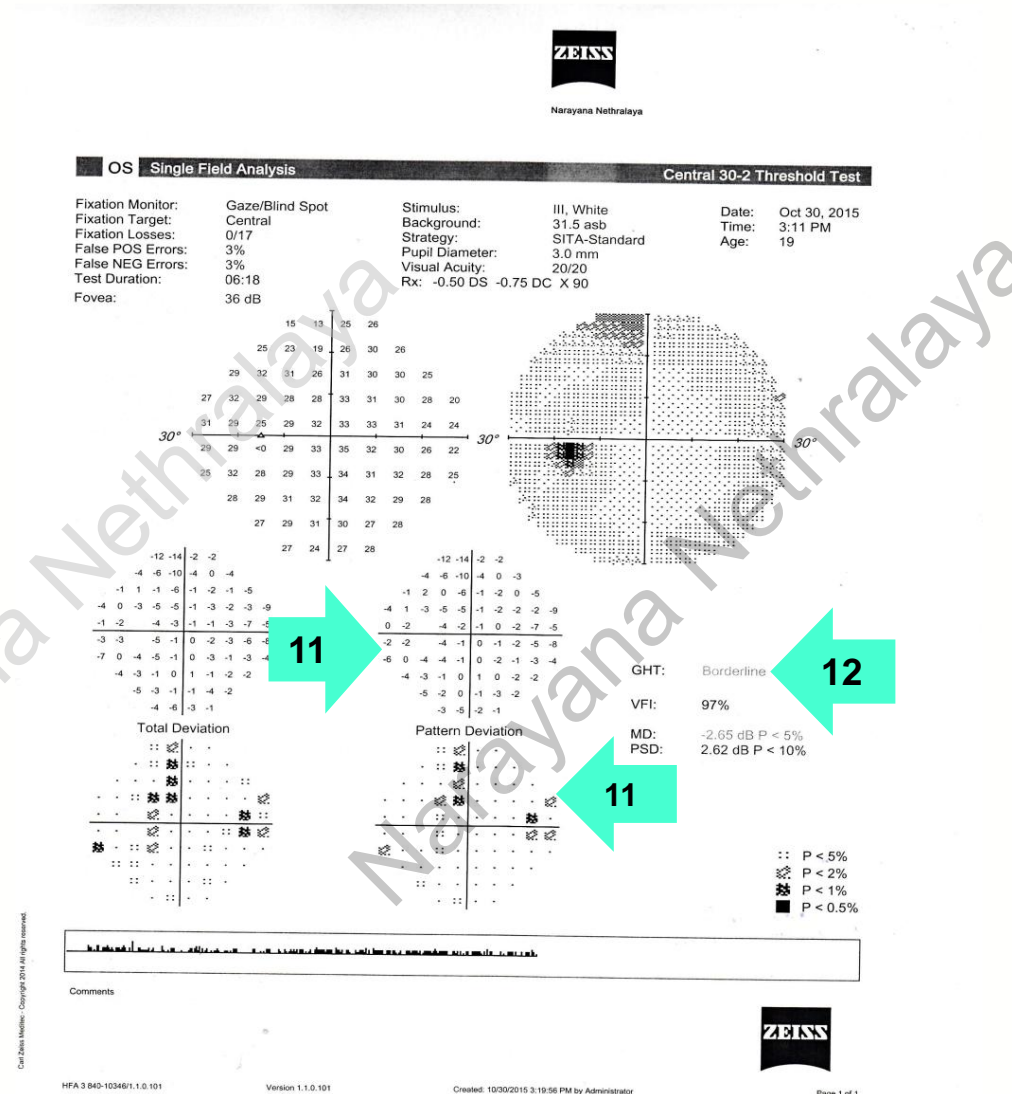 ZEISS
Narayana Nethralaya
OS Single Field Analysis Central 30-2 Threshold Test
Fixation Monitor: Gaze/Blind Spot Stimulus: III, White Date: Oct 30, 2015
Fixation Target: Central Background: 31.5 asb Time: 3:11 PM
Fixation Losses: 0/17 Strategy: SITA-Standard Age: 19
False POS Errors: 3% Pupil Diameter: 3.0 mm
False NEG Errors: 3% Visual Acuity: 20/20
Test Duration: 06:18 Rx: -0.50 DS -0.75 DC X 90
Fovea: 36 dB
15 13 25 26
25 23 19 26 30 26
29 32 31 26 31 30 30 25
27 32 29 28 28 33 31 30 28 20
31 29 25 29 32 33 33 31 24 24
30° 30° 30°
29 29 <0 29 33 35 32 30 26 22
25 32 28 29 33 34 31 32 28 25
28 29 31 32 34 32 29 28
27 29 31 30 27 28
27 24 27 28
-12 -14 -2 -2 -12 -14 -2 -2
-4 -6 -10 -4 0 -4 -4 -6 -10 -4 0 -3
-1 1 -1 -6 -1 -2 -1 -5 -1 2 0 -6 -1 -2 0 -5
-4 0 -3 -5 -5 -1 -3 -2 -3 -9 -4 1 -3 -5 -5 -1 -2 -2 -2 -9
-1 -2 -4 -3 -1 -1 -3 -7 0 -2 -4 -2 -1 0 -2 -7 -5
-3 -3 -5 -1 0 -2 -3 -6 -2 -2 -4 -1 0 -1 -2 -5 -8
-7 0 -4 -5 -1 0 -3 -1 -3 -6 0 -4 -4 -1 0 -2 -1 -3 -4
-4 -3 -1 0 1 -1 -2 -2 -4 -3 -1 0 1 0 -2 -2
-5 -3 -1 -1 -4 -2 -5 -2 0 -1 -3 -2
-4 -6 -3 -1 -3 -5 -2 -1
11
12
GHT: Borderline
VFI: 97%
MD: -2.65 dB P < 5%
PSD: 2.62 dB P < 10%
Total Deviation Pattern Deviation
11
P < 5%
P < 2%
P < 1%
P < 0.5%
Comments
ZEISS
Carl Zeiss Meditec - Copyright 2014 All rights reserved.
HFA 3 840-10346/1.1.0.101 Version 1.1.0.101 Created: 10/30/2015 3:19:56 PM by Administrator Page 1 of 1
Narayana Nethralaya